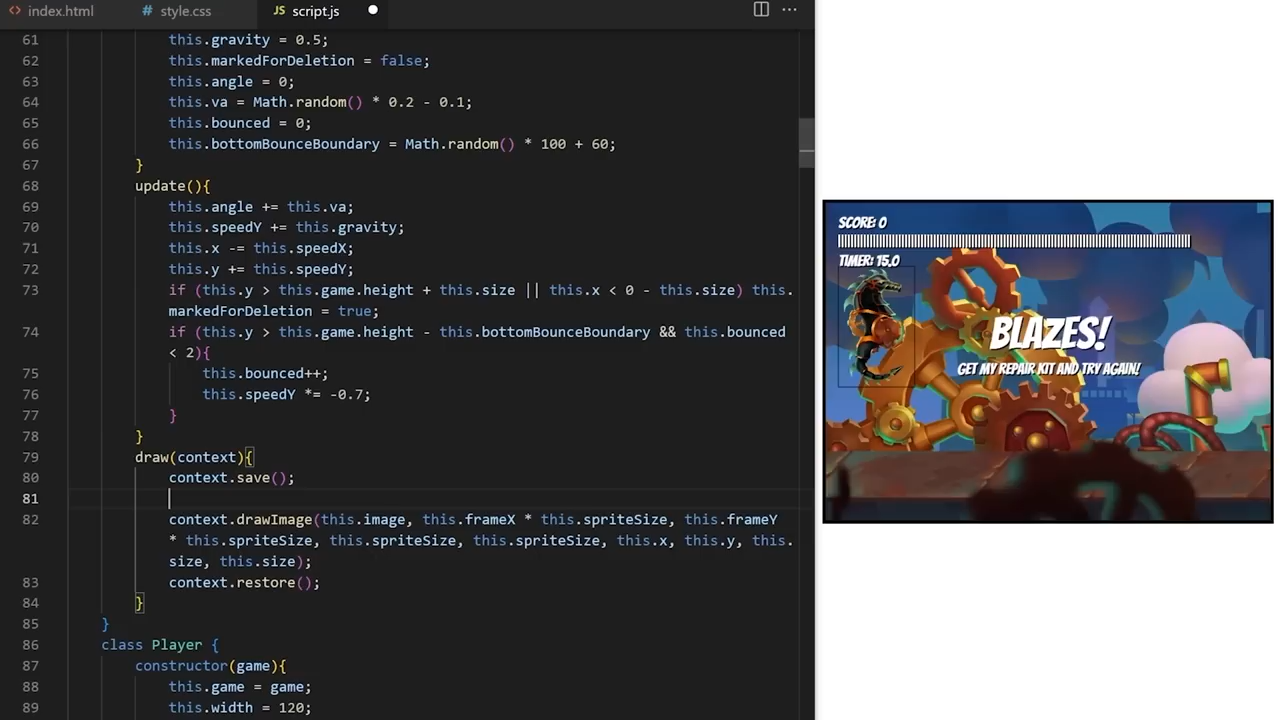 index.html
style.css
script.js
61 this.gravity = 0.5;
62 this.markedForDeletion = false;
63 this.angle = 0;
64 this.va = Math.random() * 0.2 - 0.1;
65 this.bounced = 0;
66 this.bottomBounceBoundary = Math.random() * 100 + 60;
67 }
68 update(){
69 this.angle += this.va;
70 this.speedY += this.gravity;
71 this.x -= this.speedX;
72 this.y += this.speedY;
73 if (this.y > this.game.height + this.size || this.x < 0 - this.size) this.
markedForDeletion = true;
74 if (this.y > this.game.height - this.bottomBounceBoundary && this.bounced
< 2){
75 this.bounced++;
76 this.speedY *= -0.7;
77 }
78 }
79 draw(context){
80 context.save();
81
82 context.drawImage(this.image, this.frameX * this.spriteSize, this.frameY
* this.spriteSize, this.spriteSize, this.spriteSize, this.x, this.y, this.
size, this.size);
83 context.restore();
84 }
85 }
86 class Player {
87 constructor(game){
88 this.game = game;
89 this.width = 120;
SCORE: 0
TIMER: 15.0
BLAZES!
GET MY REPAIR KIT AND TRY AGAIN!